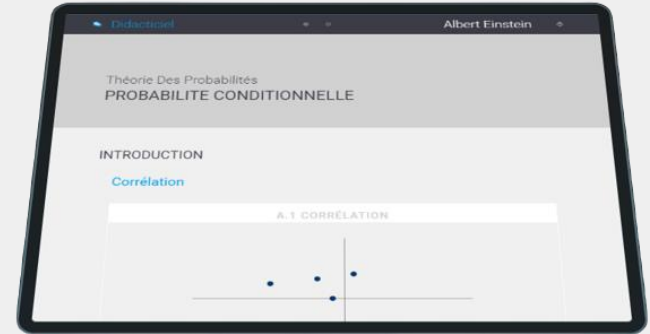 Didacticiel
Albert Einstein
Théorie Des Probabilités
PROBABILITE CONDITIONNELLE
INTRODUCTION
Corrélation
A.1 CORRÉLATION